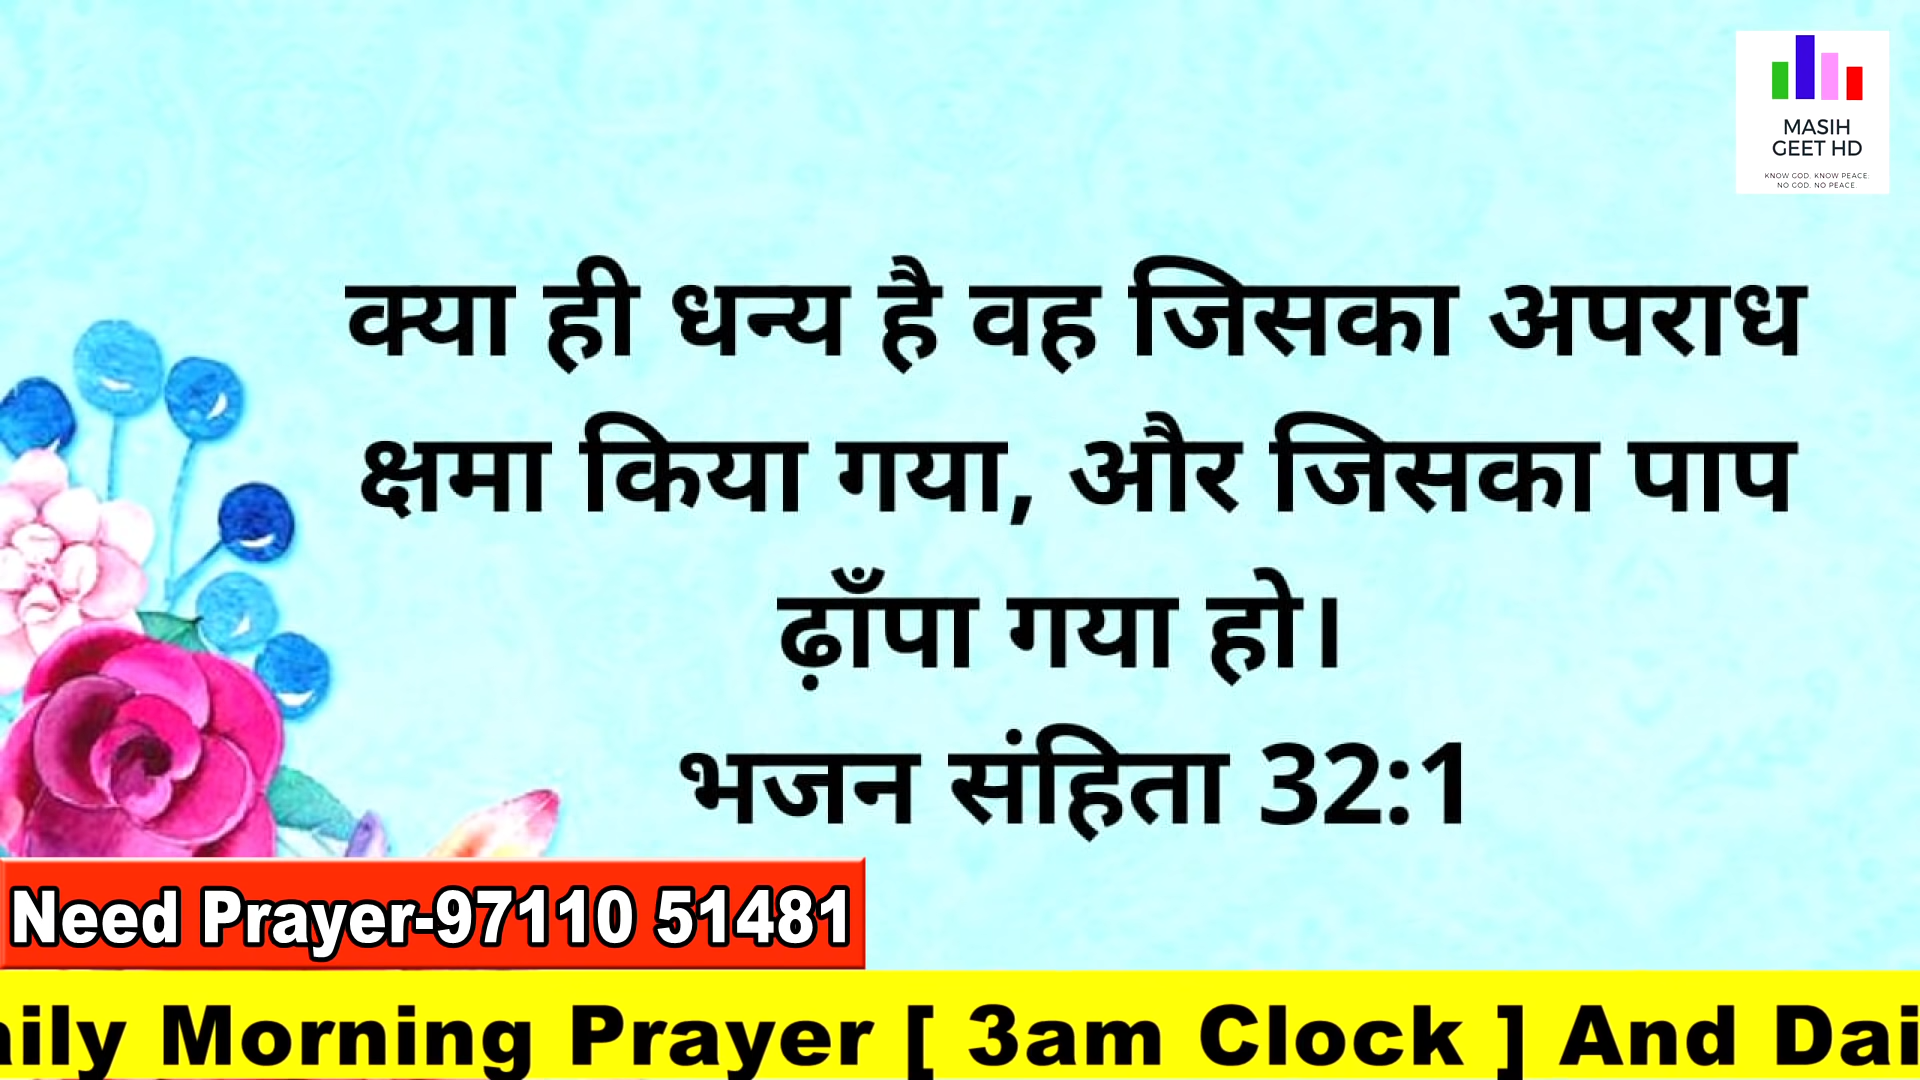 MASIH
GEET HD
KNOW GOD. KNOW PEACE.
NO GOD. NO PEACE.
क्या ही धन्य है वह जिसका अपराध
क्षमा किया गया, और जिसका पाप
ढ़ाँपा गया हो।
भजन संहिता 32:1
Need Prayer-97110 51481
aily Morning Prayer [ 3am Clock ] And Dai